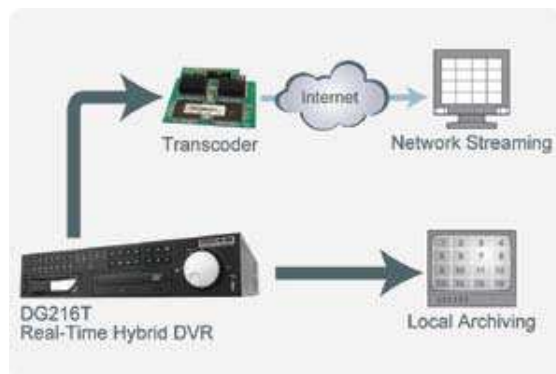 Transcoder
Internet
Network Streaming
DG216T
Real-Time Hybrid DVR
Local Archiving